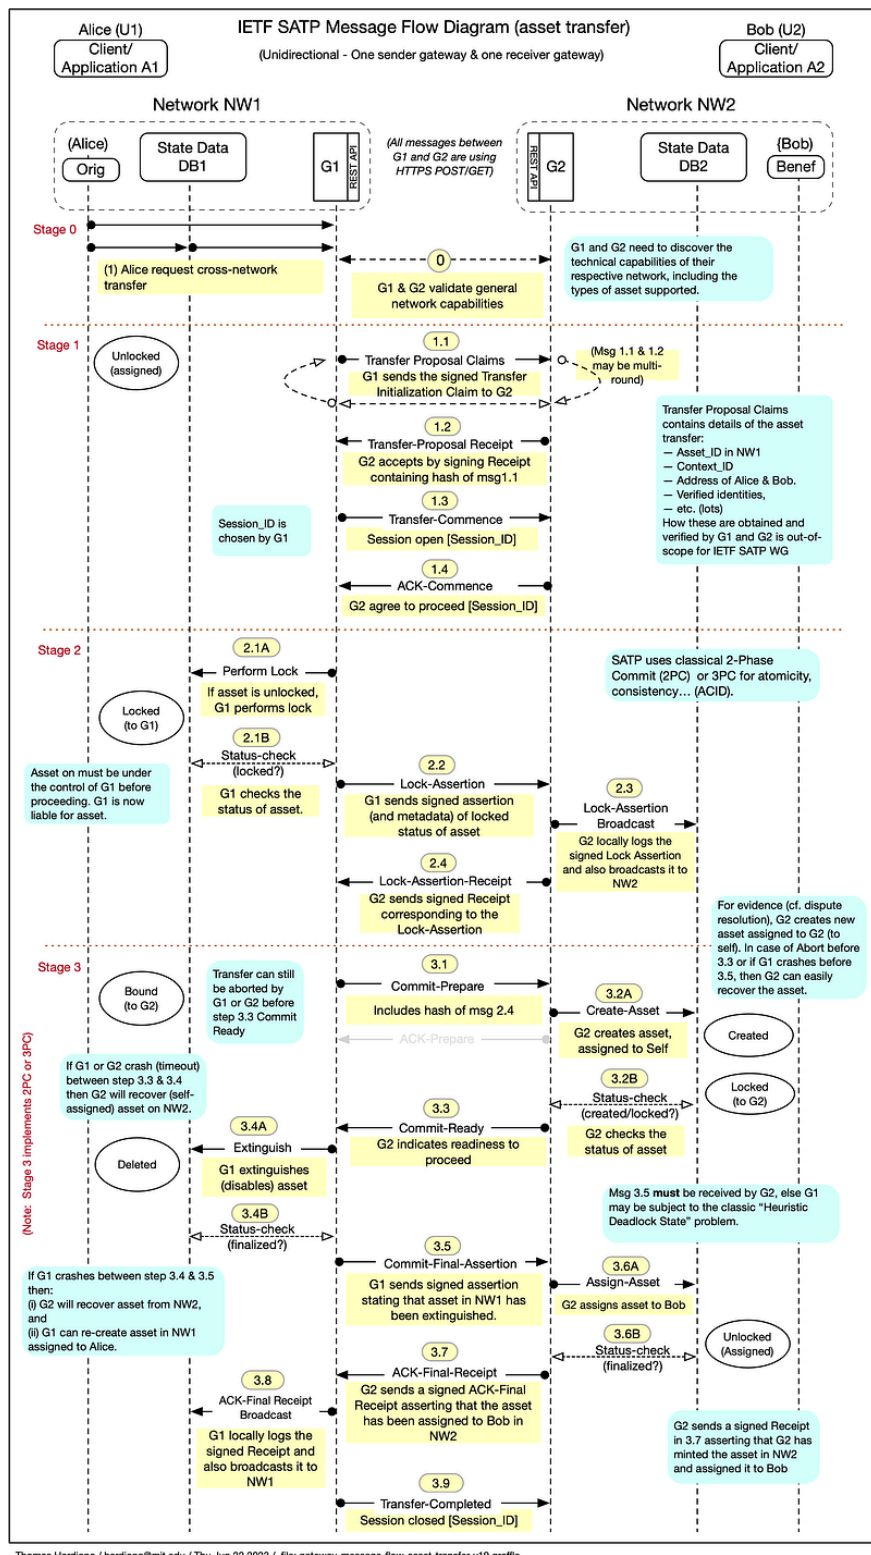 Alice (U1)
IETF SATP Message Flow Diagram (asset transfer)
Bob (U2)
Client/
Application A1
(Unidirectional - One sender gateway & one receiver gateway)
Client/
Application A2
Network NW1
Network NW2
(Alice)
Orig
State Data
DB1
G1
REST API
(All messages between
G1 and G2 are using
HTTPS POST/GET)
REST API
G2
State Data
DB2
{Bob)
Benef
Stage 0
(1) Alice request cross-network
transfer
0
G1 & G2 validate general
network capabilities
G1 and G2 need to discover the
technical capabilities of their
respective network, including the
types of asset supported.
Stage 1
Unlocked
(assigned)
1.1
Transfer Proposal Claims
G1 sends the signed Transfer
Initialization Claim to G2
(Msg 1.1 & 1.2
may be multi-
round)
1.2
Transfer-Proposal Receipt
G2 accepts by signing Receipt
containing hash of msg1.1
Transfer Proposal Claims
contains details of the asset
transfer:
— Asset_ID in NW1
— Context_ID
— Address of Alice & Bob.
— Verified identities,
— etc. (lots)
How these are obtained and
verified by G1 and G2 is out-of-
scope for IETF SATP WG
Session_ID is
chosen by G1
1.3
Transfer-Commence
Session open [Session_ID]
1.4
ACK-Commence
G2 agree to proceed [Session_ID]
Stage 2
2.1A
Perform Lock
If asset is unlocked,
G1 performs lock
SATP uses classical 2-Phase
Commit (2PC) or 3PC for atomicity,
consistency… (ACID).
Locked
(to G1)
2.1B
Status-check
(locked?)
G1 checks the
status of asset.
Asset on must be under
the control of G1 before
proceeding. G1 is now
liable for asset.
2.2
Lock-Assertion
G1 sends signed assertion
(and metadata) of locked
status of asset
2.3
Lock-Assertion
Broadcast
G2 locally logs the
signed Lock Assertion
and also broadcasts it to
NW2
2.4
Lock-Assertion-Receipt
G2 sends signed Receipt
corresponding to the
Lock-Assertion
For evidence (cf. dispute
resolution), G2 creates new
asset assigned to G2 (to
self). In case of Abort before
3.3 or if G1 crashes before
3.5, then G2 can easily
recover the asset.
Stage 3
Bound
(to G2)
Transfer can still
be aborted by
G1 or G2 before
step 3.3 Commit
Ready
3.1
Commit-Prepare
Includes hash of msg 2.4
ACK-Prepare
3.2A
Create-Asset
G2 creates asset,
assigned to Self
Created
(Note: Stage 3 implements 2PC or 3PC)
If G1 or G2 crash (timeout)
between step 3.3 & 3.4
then G2 will recover (self-
assigned) asset on NW2.
3.2B
Status-check
(created/locked?)
G2 checks the
status of asset
Locked
(to G2)
3.3
Commit-Ready
G2 indicates readiness to
proceed
3.4A
Extinguish
G1 extinguishes
(disables) asset
Deleted
3.4B
Status-check
(finalized?)
Msg 3.5 must be received by G2, else G1
may be subject to the classic “Heuristic
Deadlock State” problem.
3.5
Commit-Final-Assertion
G1 sends signed assertion
stating that asset in NW1 has
been extinguished.
3.6A
Assign-Asset
G2 assigns asset to Bob
If G1 crashes between step 3.4 & 3.5
then:
(i) G2 will recover asset from NW2,
and
(ii) G1 can re-create asset in NW1
assigned to Alice.
3.6B
Status-check
(finalized?)
Unlocked
(Assigned)
3.7
ACK-Final-Receipt
G2 sends a signed ACK-Final
Receipt asserting that the asset
has been assigned to Bob in
NW2
3.8
ACK-Final Receipt
Broadcast
G1 locally logs the
signed Receipt and
also broadcasts it to
NW1
G2 sends a signed Receipt
in 3.7 asserting that G2 has
minted the asset in NW2
and assigned it to Bob
3.9
Transfer-Completed
Session closed [Session_ID]